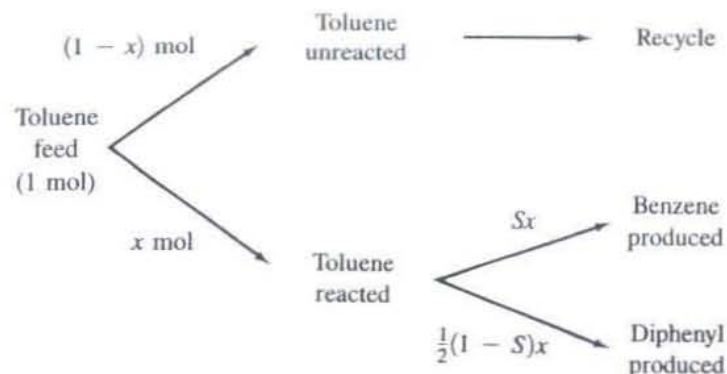 (1 − x) mol
Toluene
unreacted
Recycle
Toluene
feed
(1 mol)
x mol
Toluene
reacted
Sx
Benzene
produced
½(1 − S)x
Diphenyl
produced